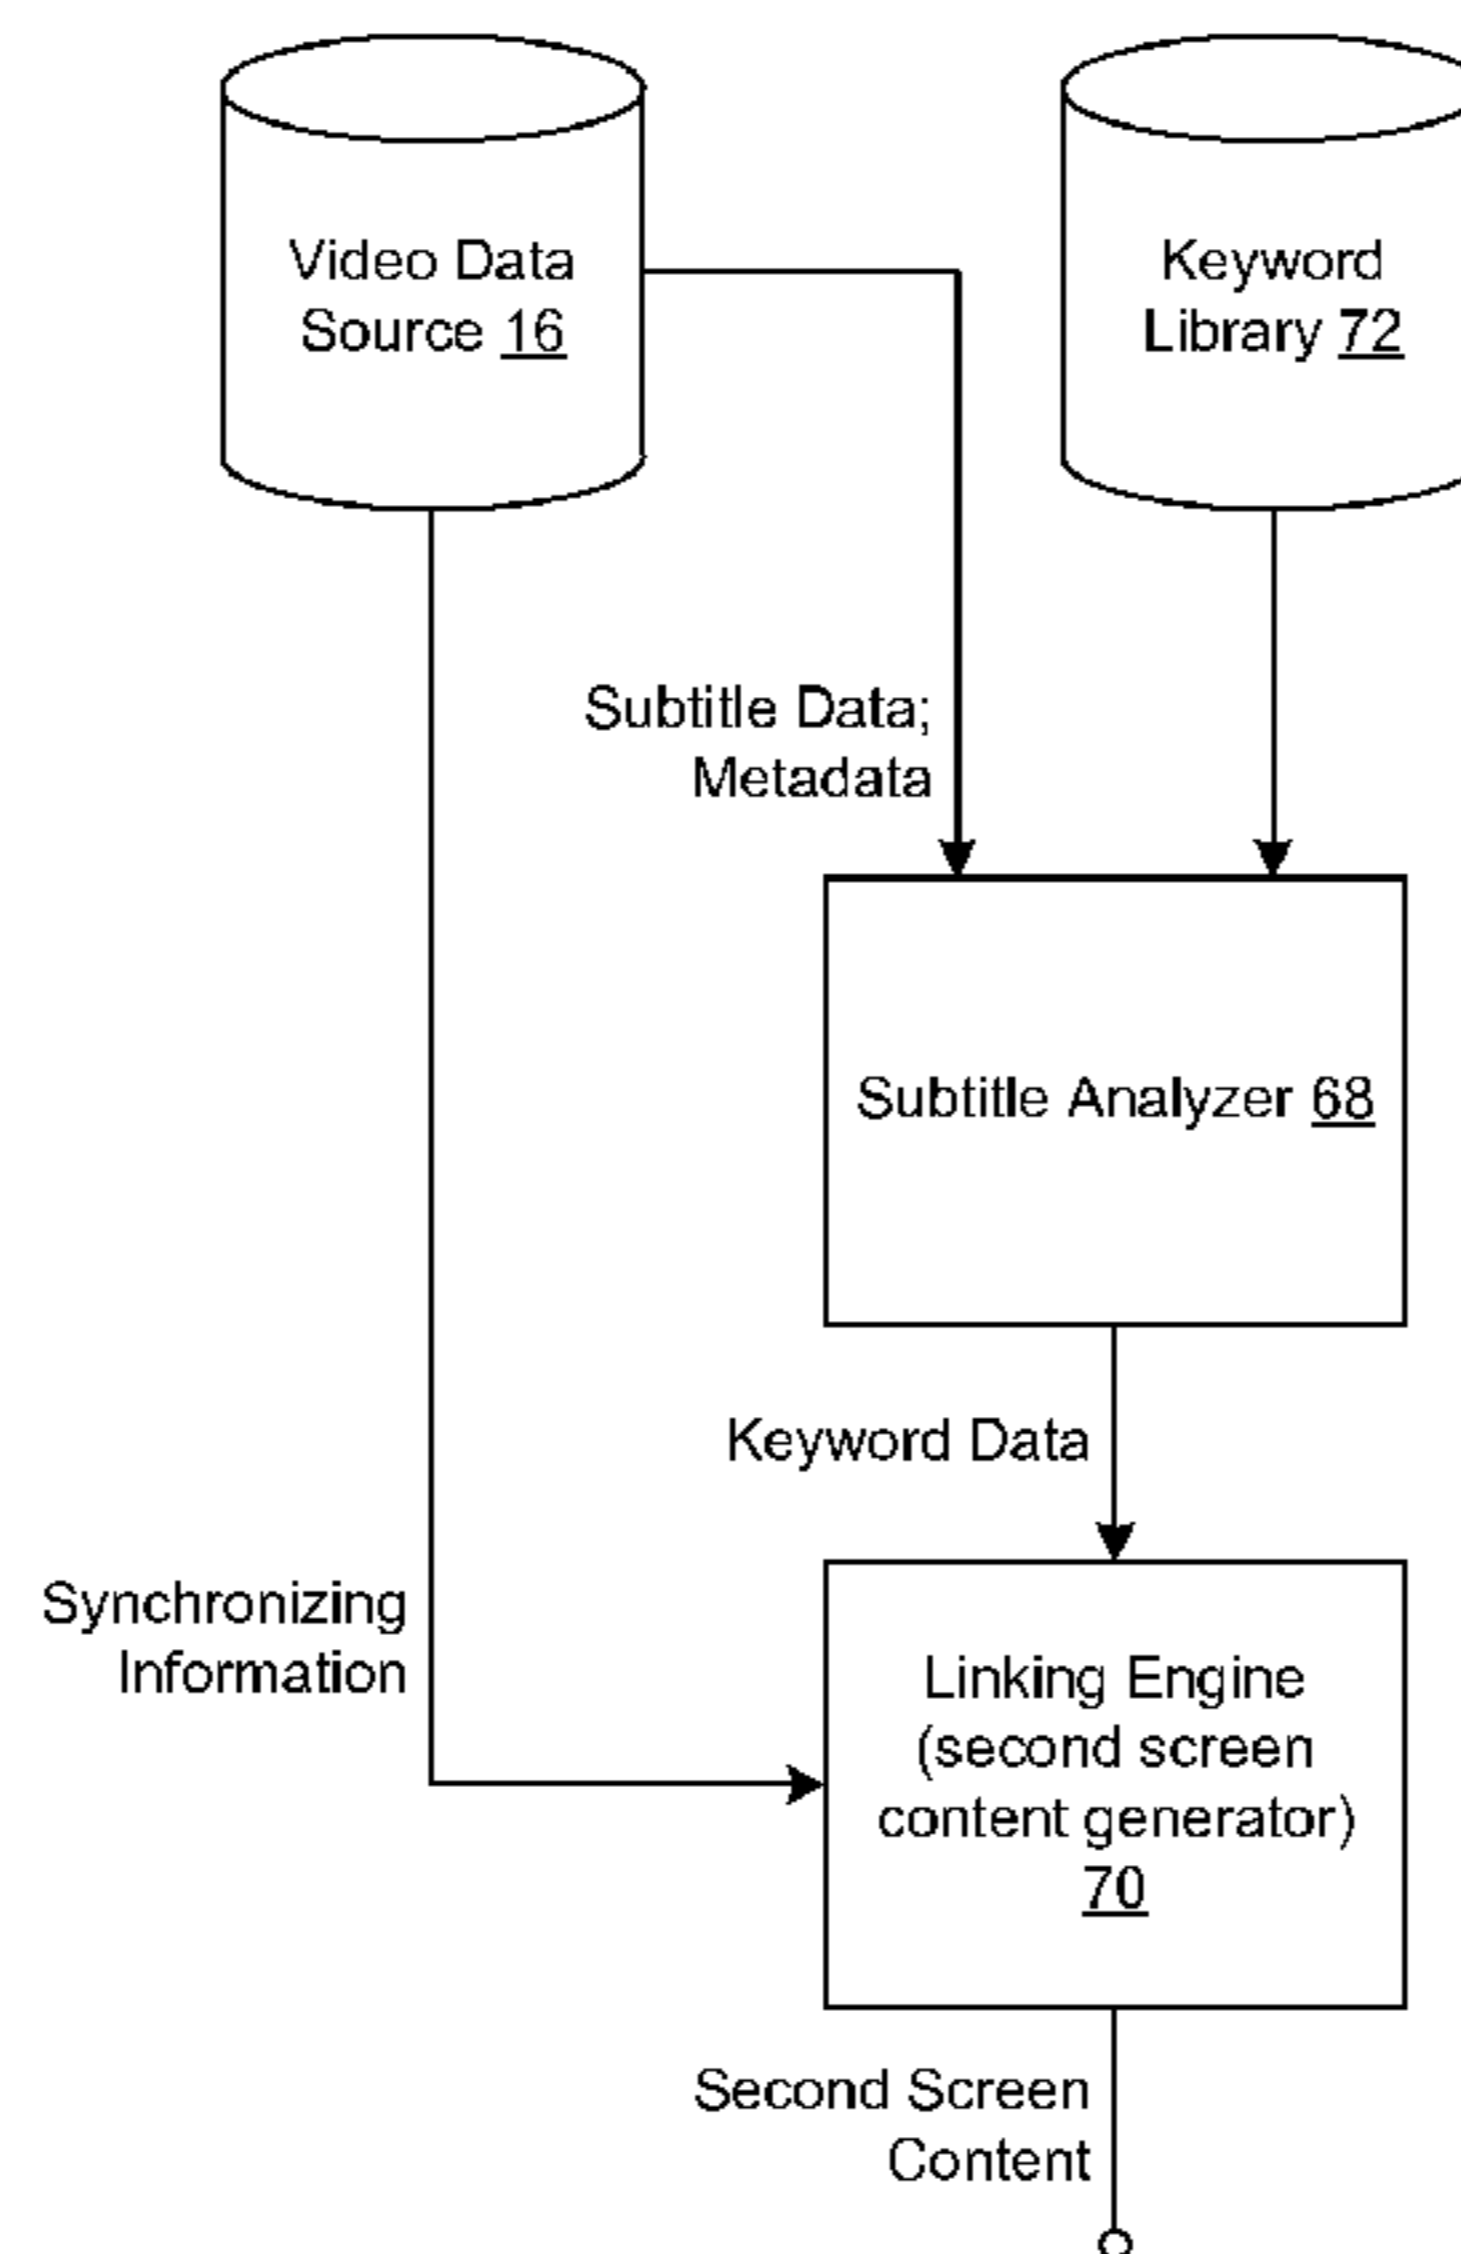 Video Data
Source 16
Keyword
Library 72
Subtitle Data;
Metadata
Subtitle Analyzer 68
Keyword Data
Synchronizing
Information
Linking Engine
(second screen
content generator)
70
Second Screen
Content